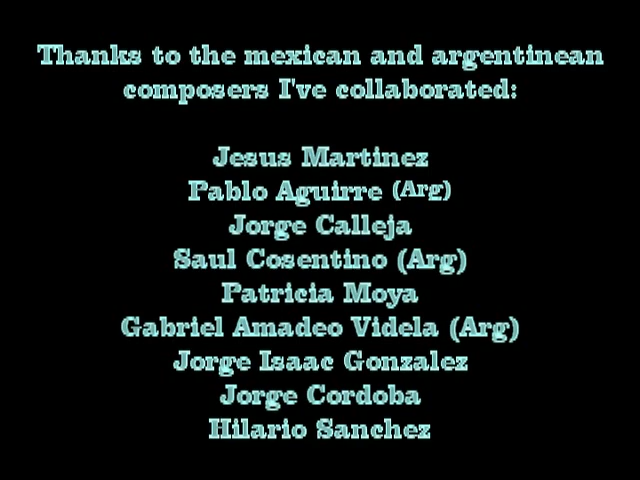 Thanks to the mexican and argentinean
composers I've collaborated:
Jesus Martinez
Pablo Aguirre (Arg)
Jorge Calleja
Saul Cosentino (Arg)
Patricia Moya
Gabriel Amadeo Videla (Arg)
Jorge Isaac Gonzalez
Jorge Cordoba
Hilario Sanchez